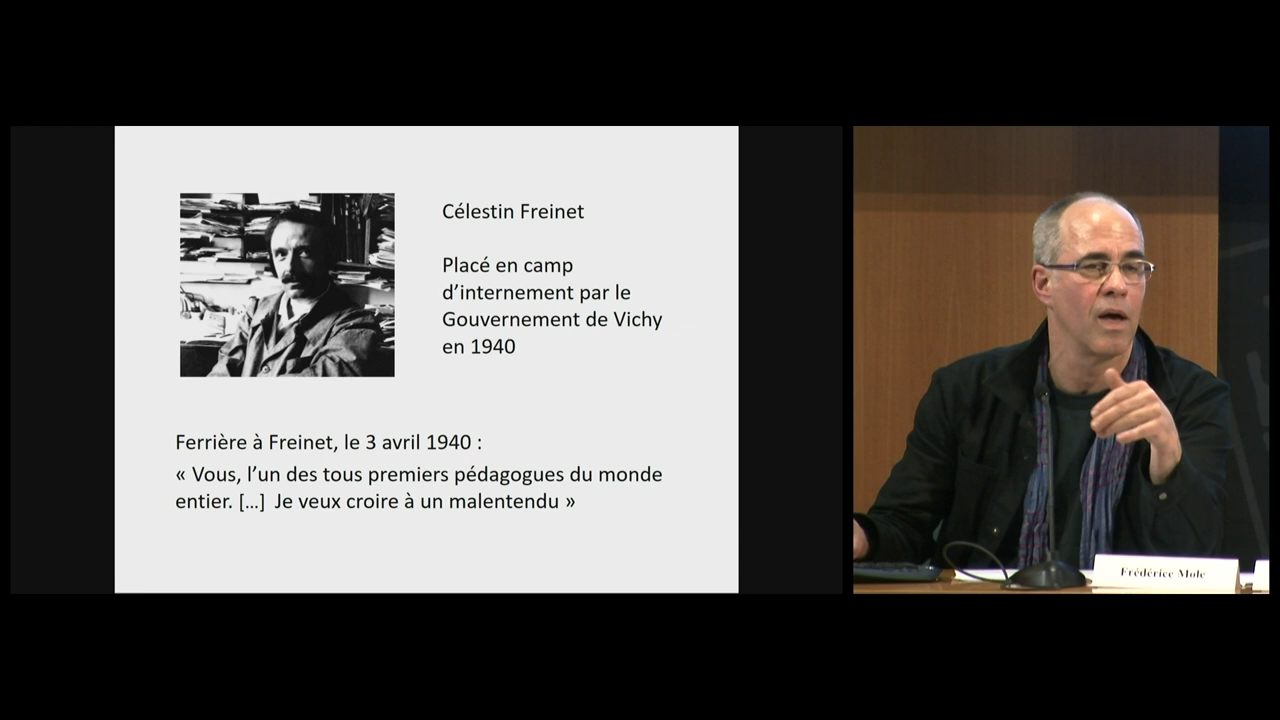 Célestin Freinet
Placé en camp
d’internement par le
Gouvernement de Vichy
en 1940
Ferrière à Freinet, le 3 avril 1940 :
« Vous, l’un des tous premiers pédagogues du monde
entier. […] Je veux croire à un malentendu »
Frédérice Mole